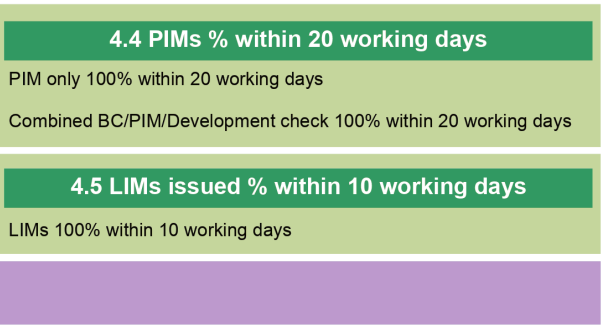 4.4 PIMs % within 20 working days
PIM only 100% within 20 working days
Combined BC/PIM/Development check 100% within 20 working days
4.5 LIMs issued % within 10 working days
LIMs 100% within 10 working days